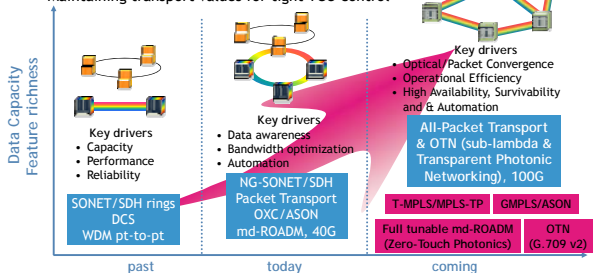 Maintaining transport values for tight TCO control
Data Capacity
Feature richness
Key drivers
• Capacity
• Performance
• Reliability
SONET/SDH rings
DCS
WDM pt-to-pt
past
Key drivers
• Data awareness
• Bandwidth optimization
• Automation
NG-SONET/SDH
Packet Transport
OXC/ASON
md-ROADM, 40G
today
Key drivers
• Optical/Packet Convergence
• Operational Efficiency
• High Availability, Survivability
and & Automation
All-Packet Transport
& OTN (sub-lambda &
Transparent Photonic
Networking), 100G
T-MPLS/MPLS-TP
GMPLS/ASON
Full tunable md-ROADM
(Zero-Touch Photonics)
OTN
(G.709 v2)
coming